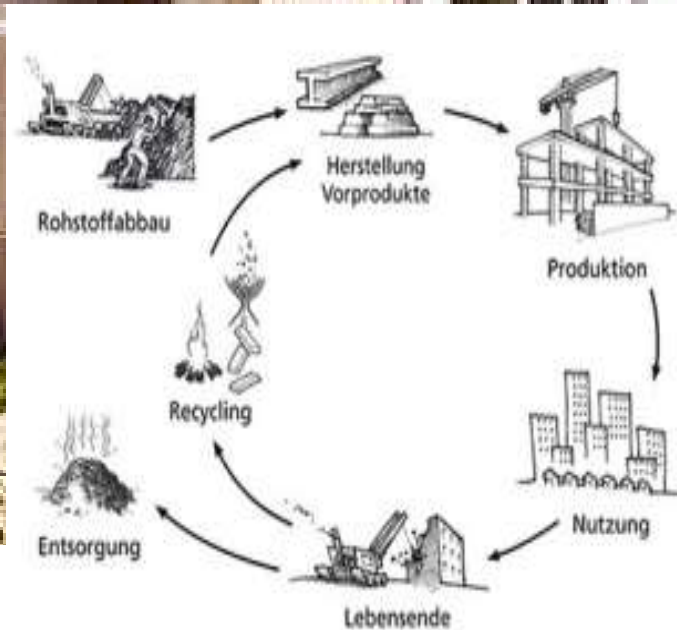 Rohstoffabbau
Herstellung
Vorprodukte
Produktion
Nutzung
Lebensende
Entsorgung
Recycling